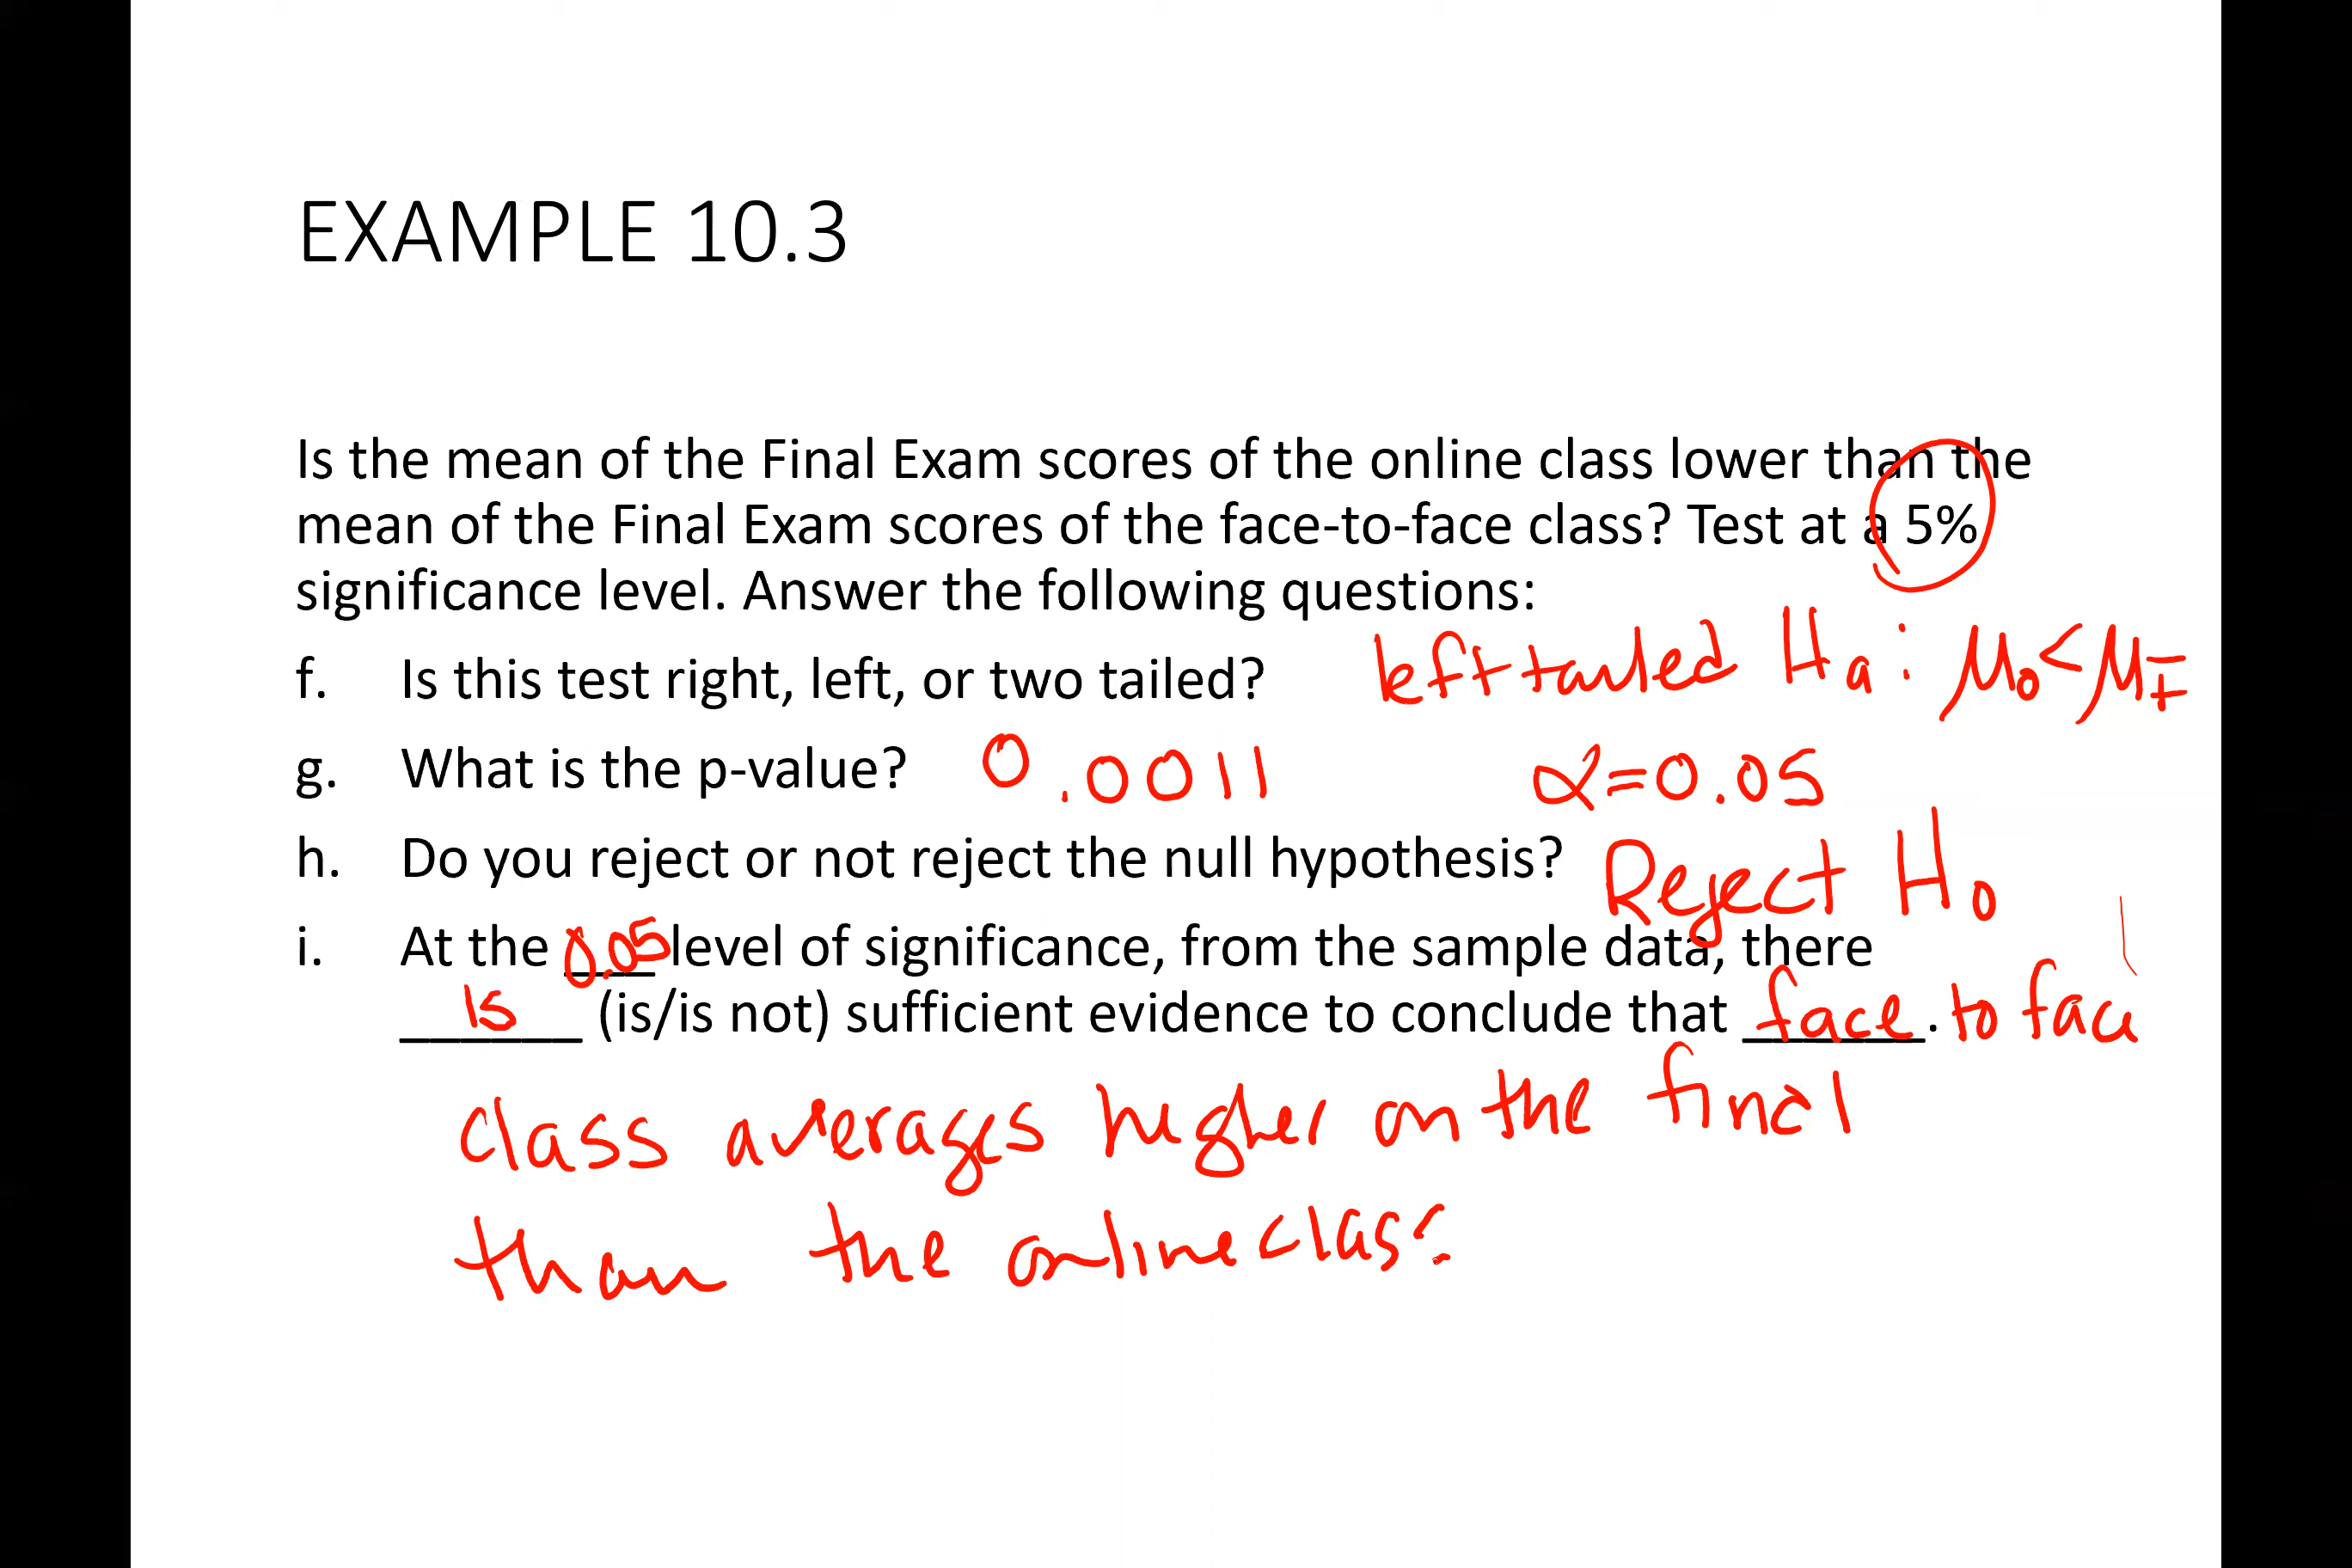 EXAMPLE 10.3
Is the mean of the Final Exam scores of the online class lower than the
mean of the Final Exam scores of the face-to-face class? Test at a 5%
significance level. Answer the following questions:
f. Is this test right, left, or two tailed? left tailed Ha: μo<μF
g. What is the p-value? 0.0011 α=0.05
h. Do you reject or not reject the null hypothesis? Reject H0
i. At the 0.05 level of significance, from the sample data, there
is (is/is not) sufficient evidence to conclude that face. to face
class averages higher on the final
than the online class.